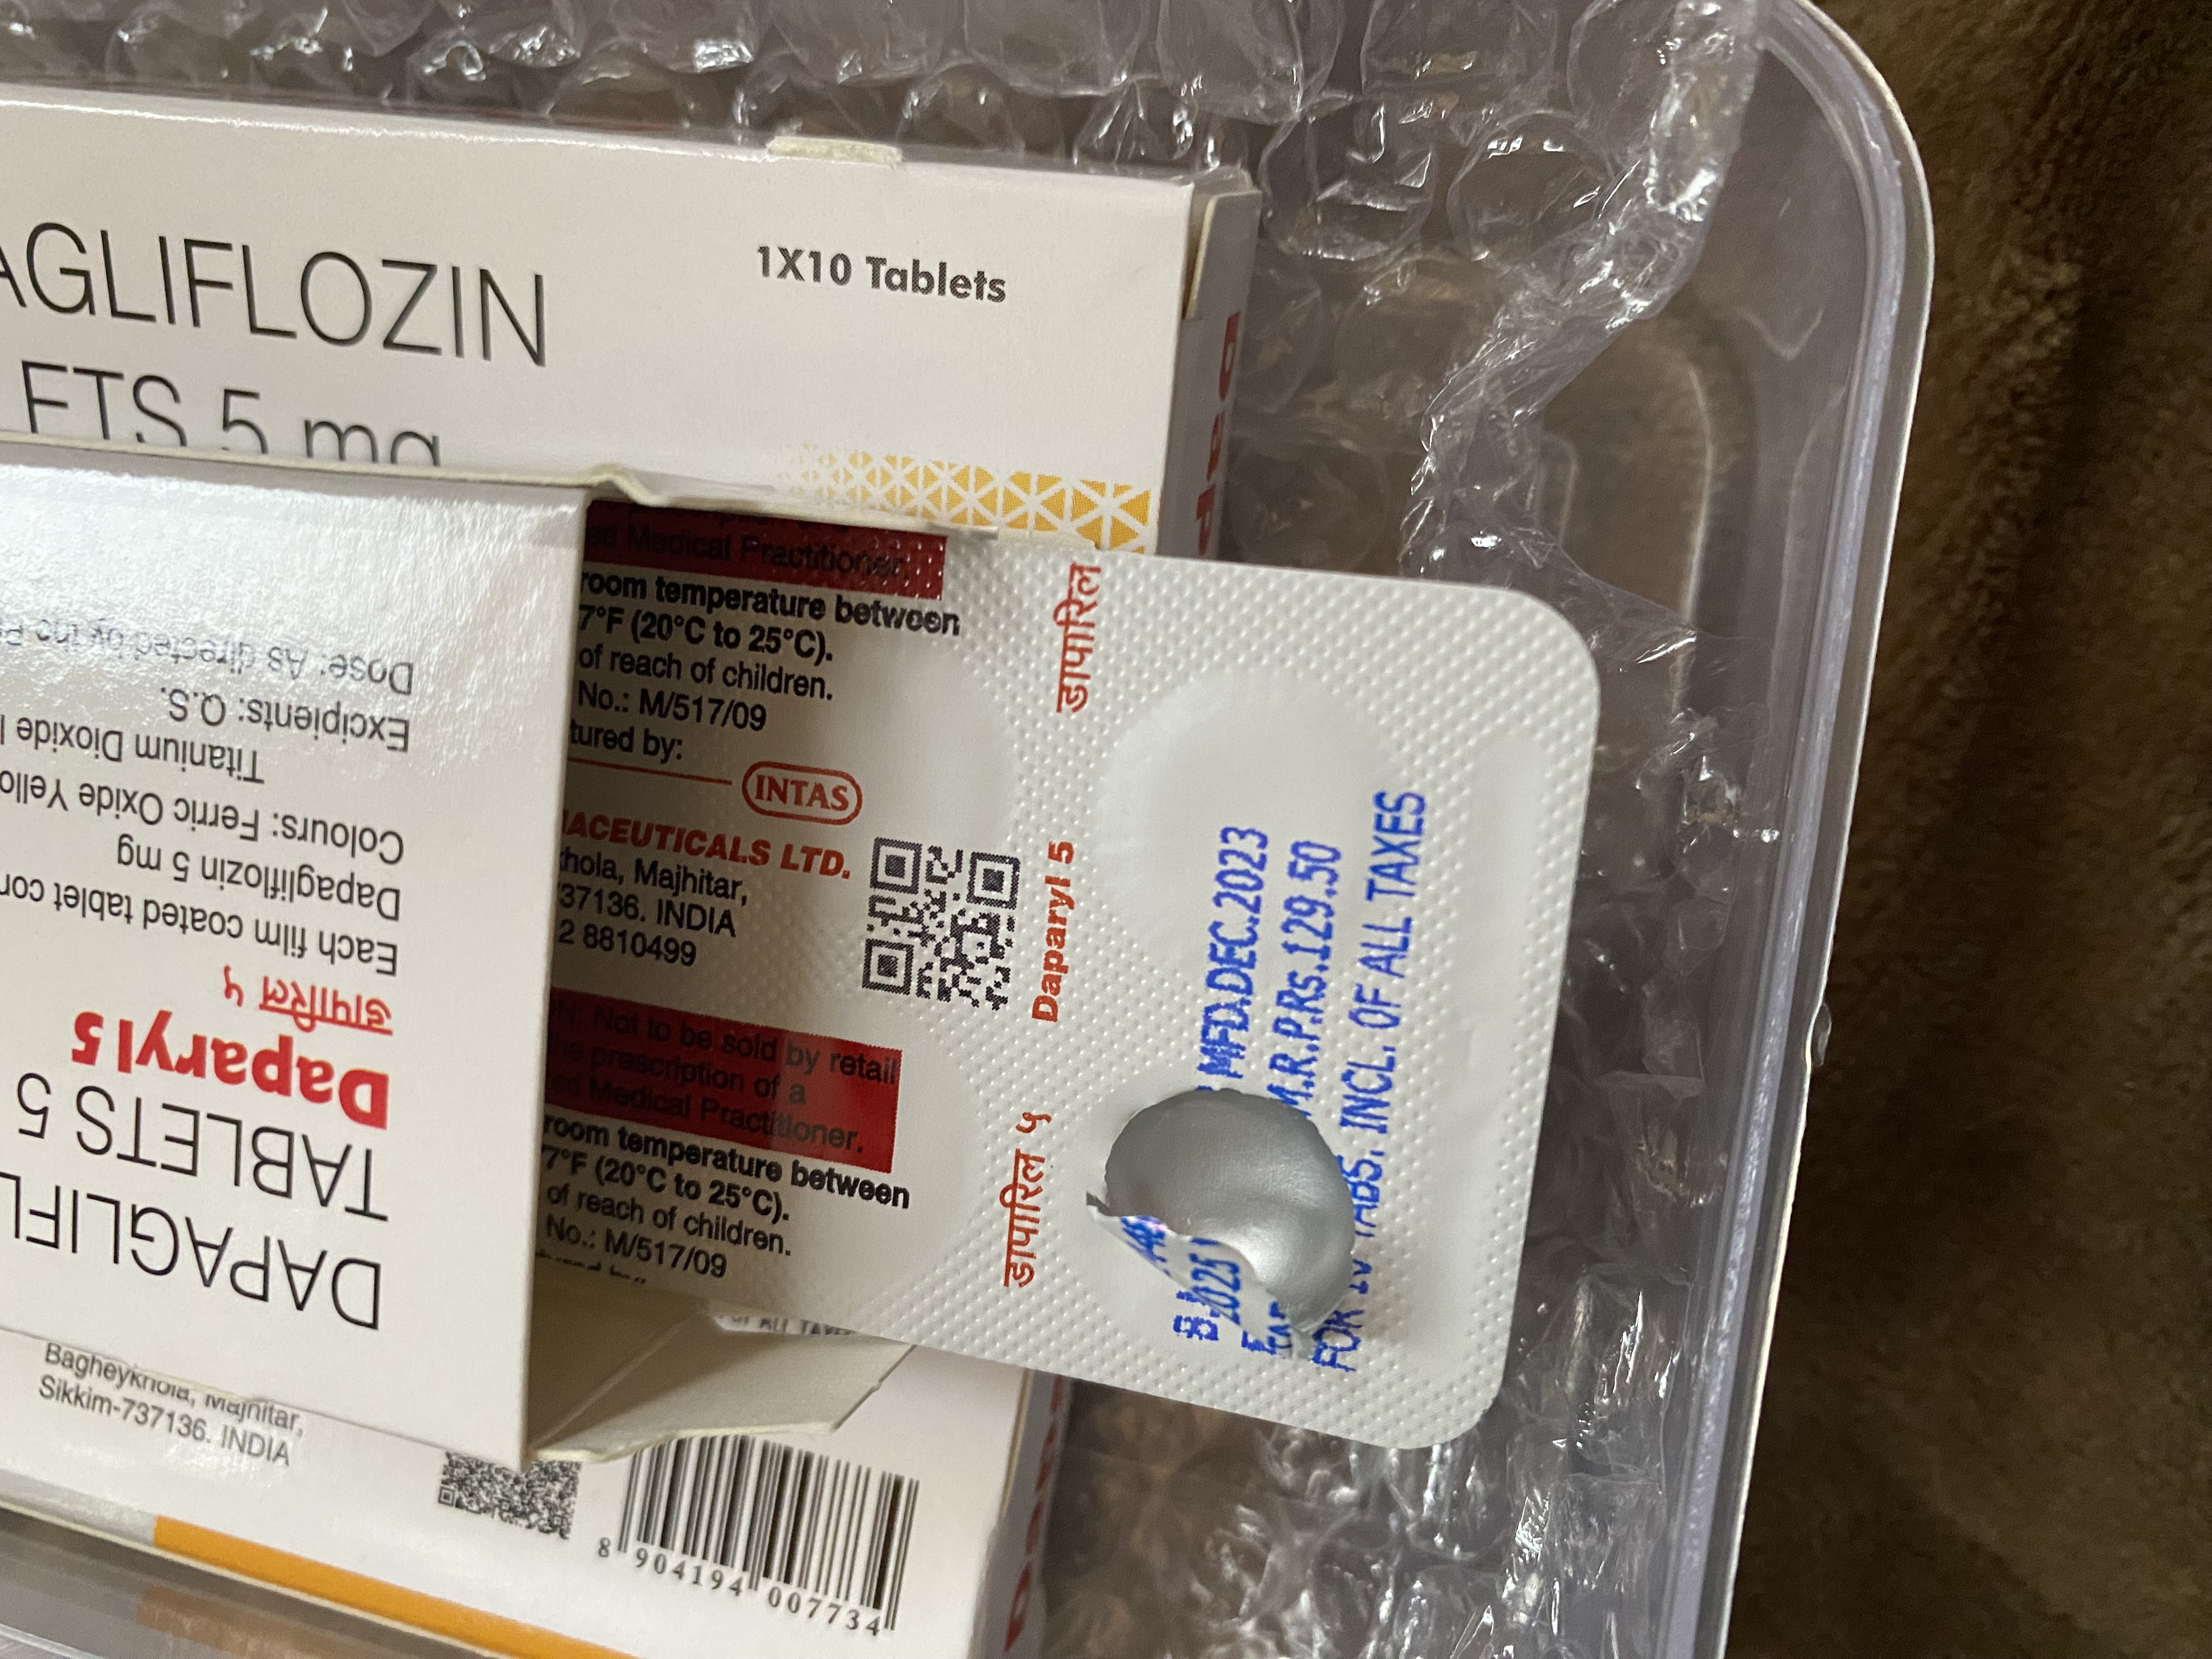 AGLIFLOZIN
ETS 5 mg
1X10 Tablets
Medical Practitioner.
room temperature between
7°F (20°C to 25°C).
of reach of children.
No.: M/517/09
tured by:
INTAS
ACEUTICALS LTD.
khola, Majhitar,
37136. INDIA
2 8810499
Not to be sold by retail
the prescription of a
Medical Practitioner.
room temperature between
7°F (20°C to 25°C).
of reach of children.
No.: M/517/09
डापारिल
Daparyl 5
डापारिल ५
MFD.DEC.2023
2025
M.R.P.Rs.129.50
FOR 10 TABS. INCL. OF ALL TAXES
DAPAGLIFL
TABLETS 5
Daparyl 5
डापारिल ५
Each film coated tablet con
Dapagliflozin 5 mg
Colours: Ferric Oxide Yello
Titanium Dioxide
Excipients: Q.S.
Dose: As directed by the P
Bagheykhola, Majhitar,
Sikkim-737136. INDIA
8 904194 007734